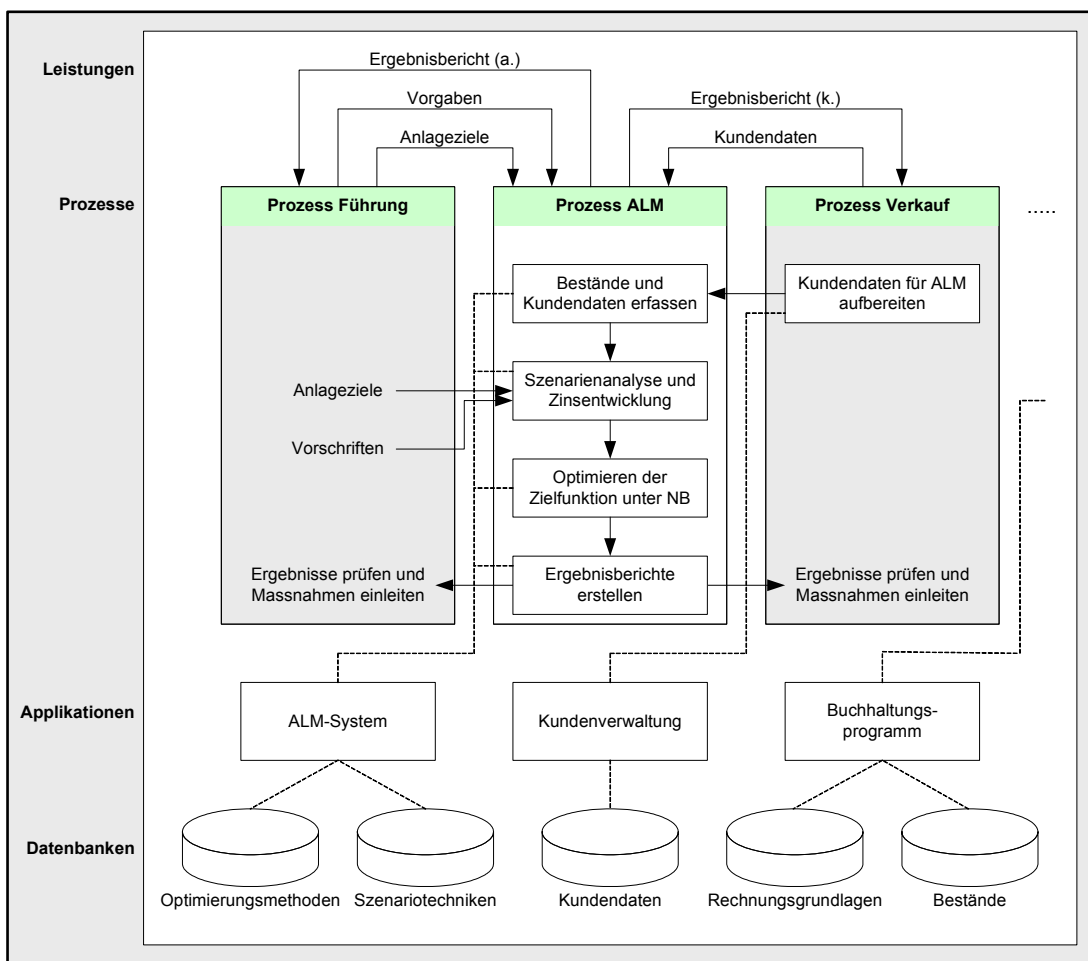 Leistungen
Ergebnisbericht (a.)
Vorgaben
Ergebnisbericht (k.)
Anlageziele
Kundendaten
Prozesse
Prozess Führung
Prozess ALM
Prozess Verkauf
.....
Bestände und
Kundendaten erfassen
Kundendaten für ALM
aufbereiten
Anlageziele
Szenarienanalyse und
Zinsentwicklung
Vorschriften
Optimieren der
Zielfunktion unter NB
Ergebnisse prüfen und
Massnahmen einleiten
Ergebnisberichte
erstellen
Ergebnisse prüfen und
Massnahmen einleiten
Applikationen
ALM-System
Kundenverwaltung
Buchhaltungs-
programm
Datenbanken
Optimierungsmethoden
Szenariotechniken
Kundendaten
Rechnungsgrundlagen
Bestände